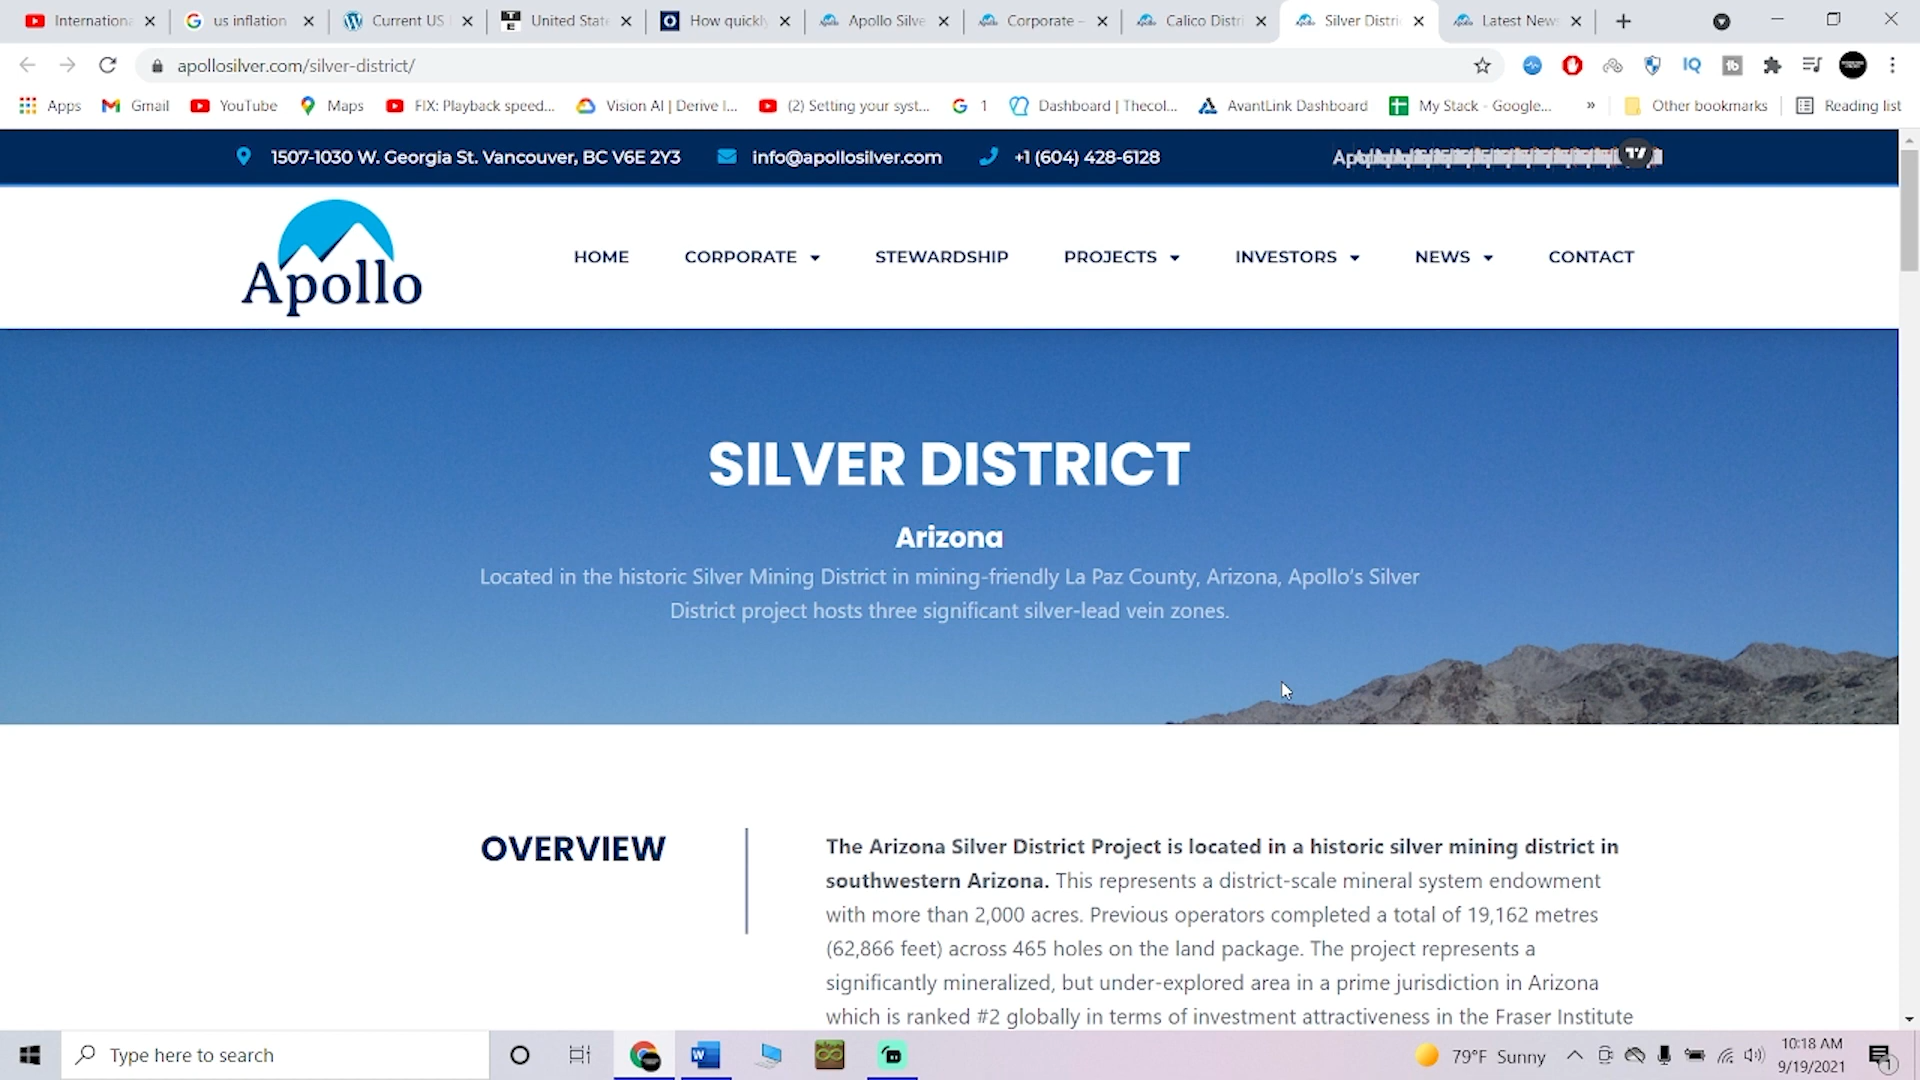 Internationa
us inflation
Current US
United State
How quickly
Apollo Silve
Corporate –
Calico Distri
Silver Distri
Latest New
apollosilver.com/silver-district/
Apps
Gmail
YouTube
Maps
FIX: Playback speed...
Vision AI | Derive I...
(2) Setting your syst...
1
Dashboard | Thecol...
AvantLink Dashboard
My Stack - Google...
»
Other bookmarks
Reading list
1507-1030 W. Georgia St. Vancouver, BC V6E 2Y3
info@apollosilver.com
+1 (604) 428-6128
Apollo
HOME
CORPORATE
STEWARDSHIP
PROJECTS
INVESTORS
NEWS
CONTACT
SILVER DISTRICT
Arizona
Located in the historic Silver Mining District in mining-friendly La Paz County, Arizona, Apollo's Silver
District project hosts three significant silver-lead vein zones.
OVERVIEW
The Arizona Silver District Project is located in a historic silver mining district in
southwestern Arizona. This represents a district-scale mineral system endowment
with more than 2,000 acres. Previous operators completed a total of 19,162 metres
(62,866 feet) across 465 holes on the land package. The project represents a
significantly mineralized, but under-explored area in a prime jurisdiction in Arizona
which is ranked #2 globally in terms of investment attractiveness in the Fraser Institute
Type here to search
79°F Sunny
10:18 AM
9/19/2021